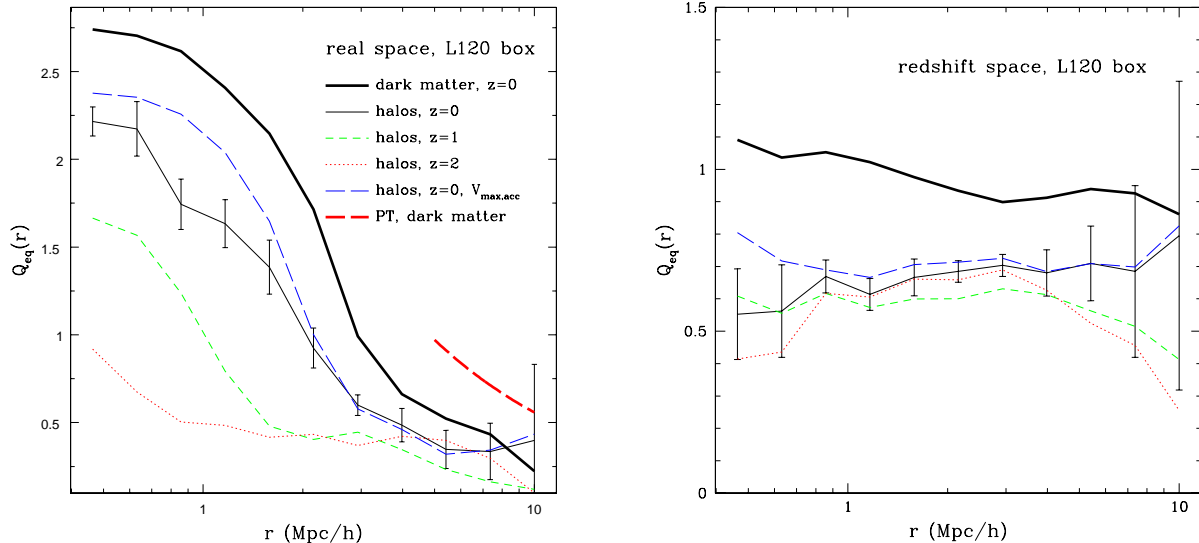 real space, L120 box
dark matter, z=0
halos, z=0
halos, z=1
halos, z=2
halos, z=0, V_max,acc
PT, dark matter
2.5
2
1.5
1
0.5
Q_eq(r)
1
10
r (Mpc/h)
redshift space, L120 box
1.5
1
0.5
0
Q_eq(r)
1
10
r (Mpc/h)